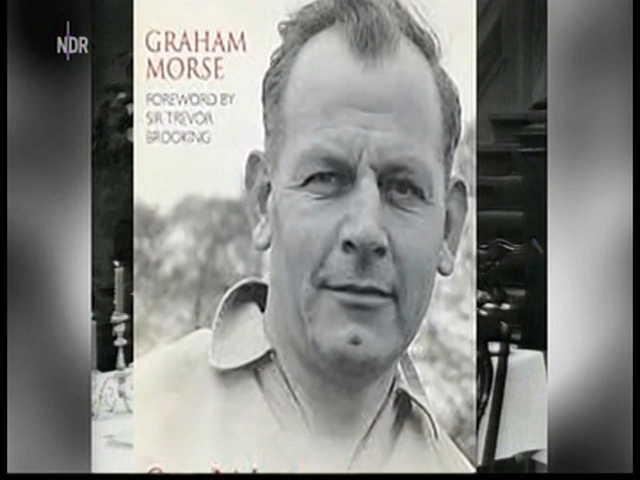 NDR
GRAHAM
MORSE
FOREWORD BY
SIR TREVOR
BROOKING